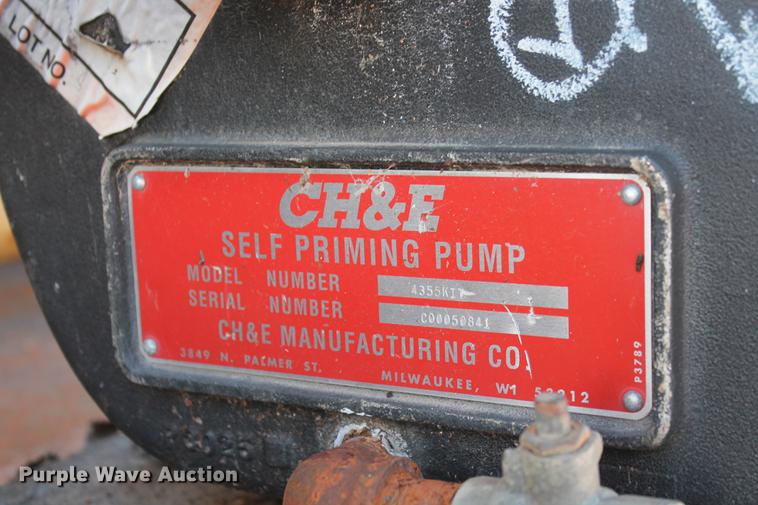 LOT NO.
CH&E
SELF PRIMING PUMP
MODEL NUMBER 4355KIT
SERIAL NUMBER C00050841
CH&E MANUFACTURING CO.
3849 N. PALMER ST. MILWAUKEE, WI 53212
P3789
Purple Wave Auction